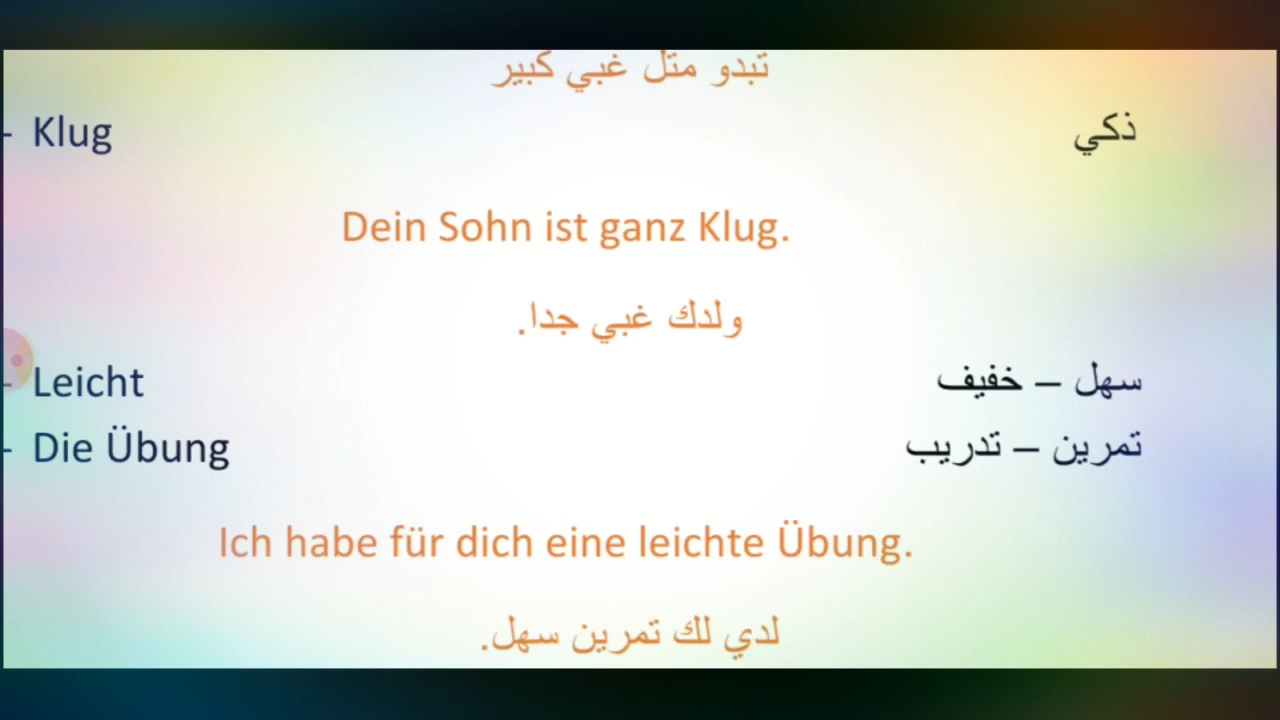 تبدو متل غبي كبير
- Klug ذكي
Dein Sohn ist ganz Klug.
ولدك غبي جدا.
- Leicht سهل – خفيف
- Die Übung تمرين – تدريب
Ich habe für dich eine leichte Übung.
لدي لك تمرين سهل.